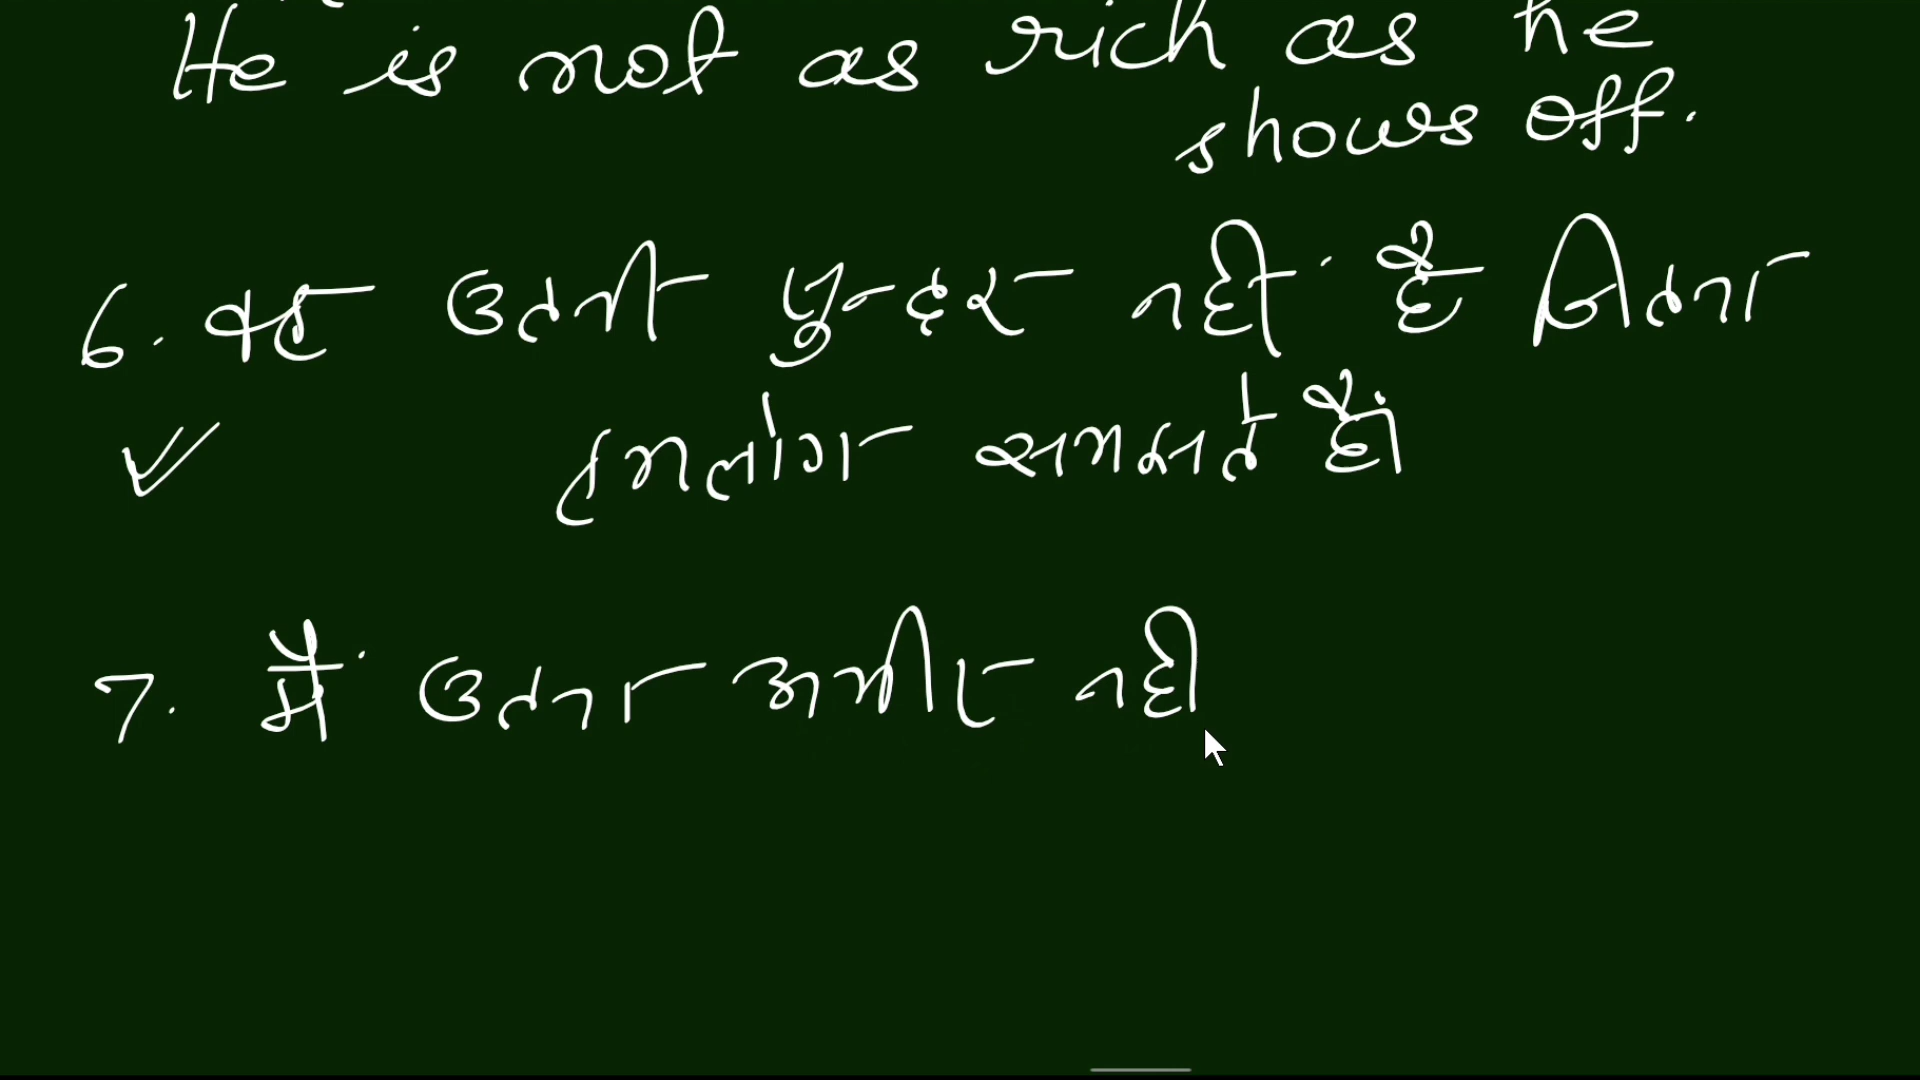 He is not as rich as he
shows off.
6. वह उतनी सुन्दर नहीं है जितना
हमलोग समझते हैं।
7. मैं उतना अमीर नही